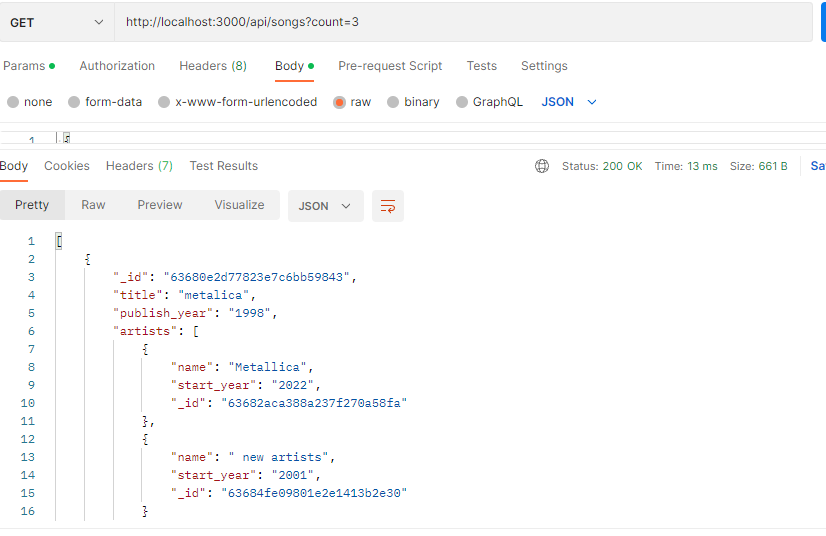 GET http://localhost:3000/api/songs?count=3
Params Authorization Headers (8) Body Pre-request Script Tests Settings
none form-data x-www-form-urlencoded raw binary GraphQL JSON
1 {
Body Cookies Headers (7) Test Results Status: 200 OK Time: 13 ms Size: 661 B Sa
Pretty Raw Preview Visualize JSON
1 [
2 {
3 "_id": "63680e2d77823e7c6bb59843",
4 "title": "metalica",
5 "publish_year": "1998",
6 "artists": [
7 {
8 "name": "Metallica",
9 "start_year": "2022",
10 "_id": "63682aca388a237f270a58fa"
11 },
12 {
13 "name": " new artists",
14 "start_year": "2001",
15 "_id": "63684fe09801e2e1413b2e30"
16 }